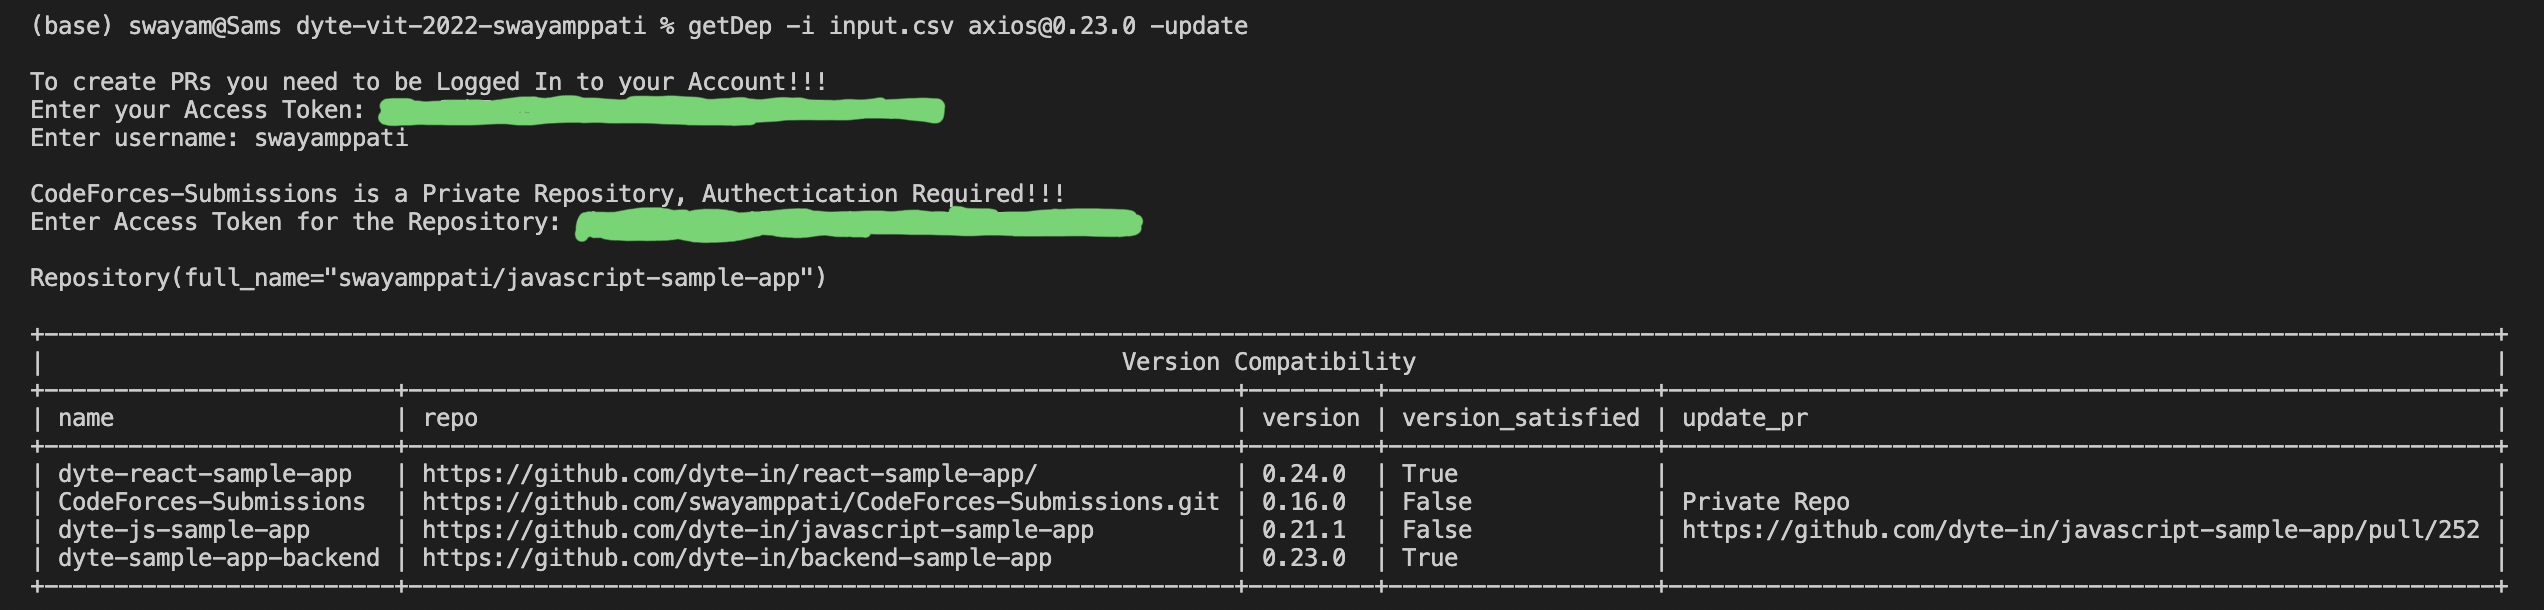 (base) swayam@Sams dyte-vit-2022-swayamppati % getDep -i input.csv axios@0.23.0 -update
To create PRs you need to be Logged In to your Account!!!
Enter your Access Token:
Enter username: swayamppati
CodeForces-Submissions is a Private Repository, Authectication Required!!!
Enter Access Token for the Repository:
Repository(full_name="swayamppati/javascript-sample-app")
Version Compatibility
| name | repo | version | version_satisfied | update_pr |
| dyte-react-sample-app | https://github.com/dyte-in/react-sample-app/ | 0.24.0 | True | |
| CodeForces-Submissions | https://github.com/swayamppati/CodeForces-Submissions.git | 0.16.0 | False | Private Repo |
| dyte-js-sample-app | https://github.com/dyte-in/javascript-sample-app | 0.21.1 | False | https://github.com/dyte-in/javascript-sample-app/pull/252 |
| dyte-sample-app-backend | https://github.com/dyte-in/backend-sample-app | 0.23.0 | True | |